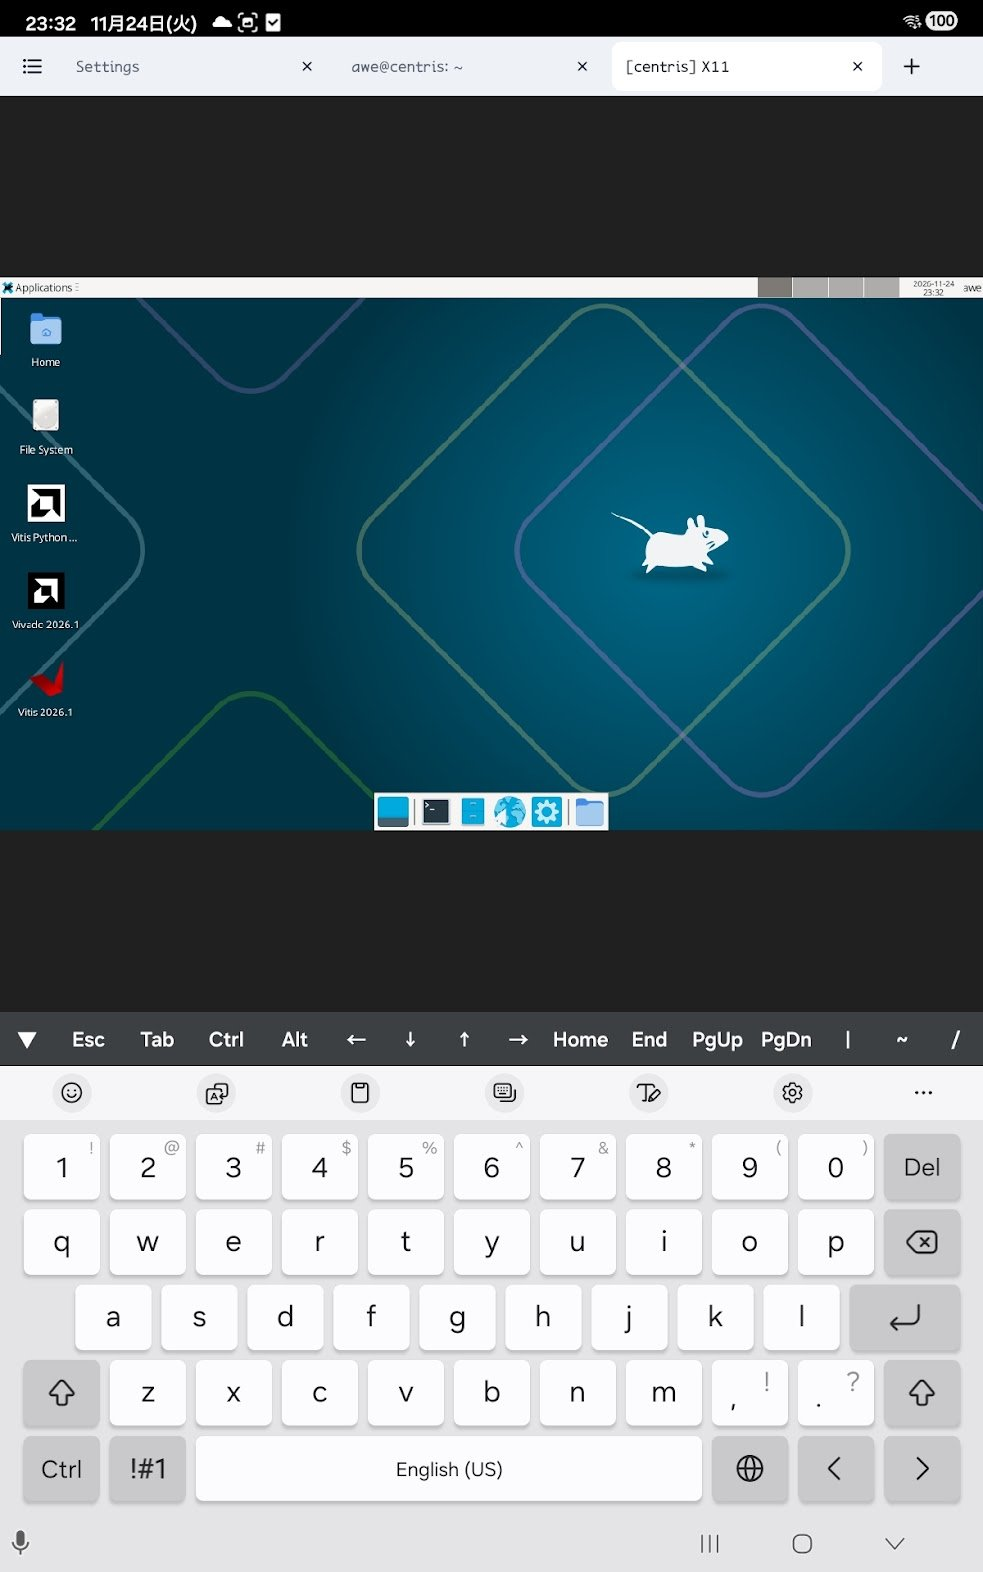 23:32 11月24日(火) 100
Settings × awe@centris: ~ × [centris] X11 × +
Applications 2026-11-24 awe
23:32
Home
File System
Vitis Python ...
Vivado 2026.1
Vitis 2026.1
▼ Esc Tab Ctrl Alt ← ↓ ↑ → Home End PgUp PgDn | ~ /
1 ! 2 @ 3 # 4 $ 5 % 6 ^ 7 & 8 * 9 ( 0 ) Del
q w e r t y u i o p
a s d f g h j k l
z x c v b n m , ! . ?
Ctrl !#1 English (US) < >